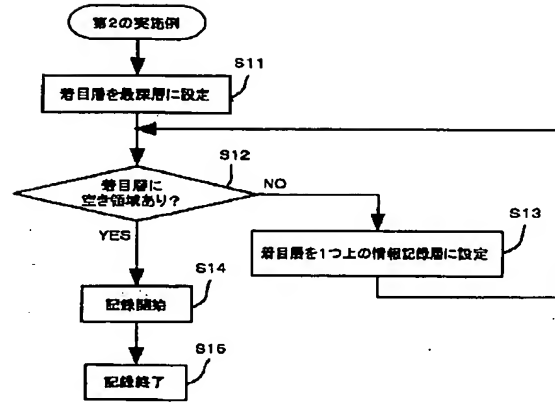 第2の実施例
S11
着目層を最深層に設定
S12
着目層に
空き領域あり?
NO
YES
S13
着目層を1つ上の情報記録層に設定
S14
記録開始
S15
記録終了